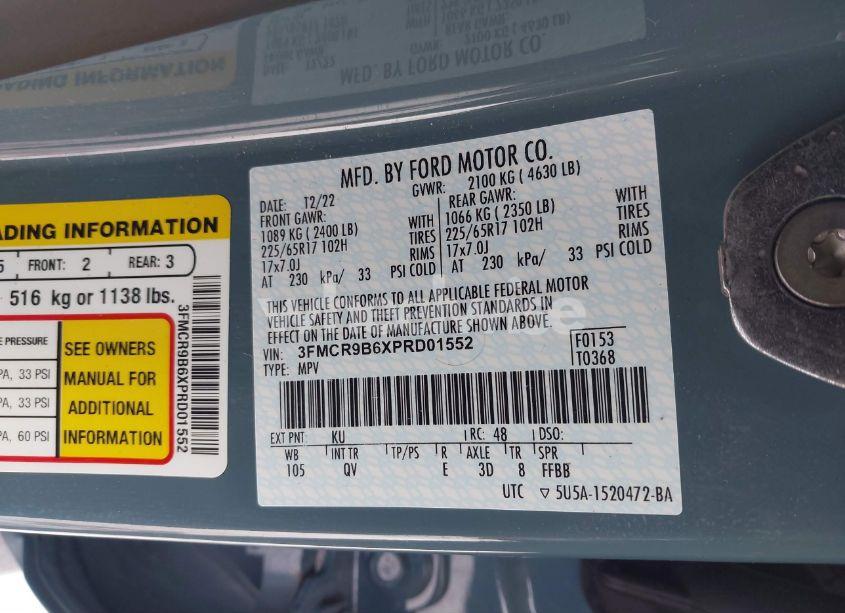 MFD. BY FORD MOTOR CO.
DATE: 12/22 GVWR: 2100 KG ( 4630 LB)
FRONT GAWR: REAR GAWR:
1089 KG ( 2400 LB) WITH 1066 KG ( 2350 LB) WITH
225/65R17 102H TIRES 225/65R17 102H TIRES
17x7.0J RIMS 17x7.0J RIMS
AT 230 kPa/ 33 PSI COLD AT 230 kPa/ 33 PSI COLD
THIS VEHICLE CONFORMS TO ALL APPLICABLE FEDERAL MOTOR
VEHICLE SAFETY AND THEFT PREVENTION STANDARDS IN
EFFECT ON THE DATE OF MANUFACTURE SHOWN ABOVE.
VIN: 3FMCR9B6XPRD01552 F0153
TYPE: MPV T0368
EXT PNT: KU RC: 48 DSO:
WB INT TR TP/PS R AXLE TR SPR
105 QV E 3D 8 FFBB
UTC ▽ 5U5A-1520472-BA
ADING INFORMATION
5 FRONT: 2 REAR: 3
516 kg or 1138 lbs.
E PRESSURE
PA, 33 PSI
PA, 33 PSI
PA, 60 PSI
SEE OWNERS
MANUAL FOR
ADDITIONAL
INFORMATION
3FMCR9B6XPRD01552